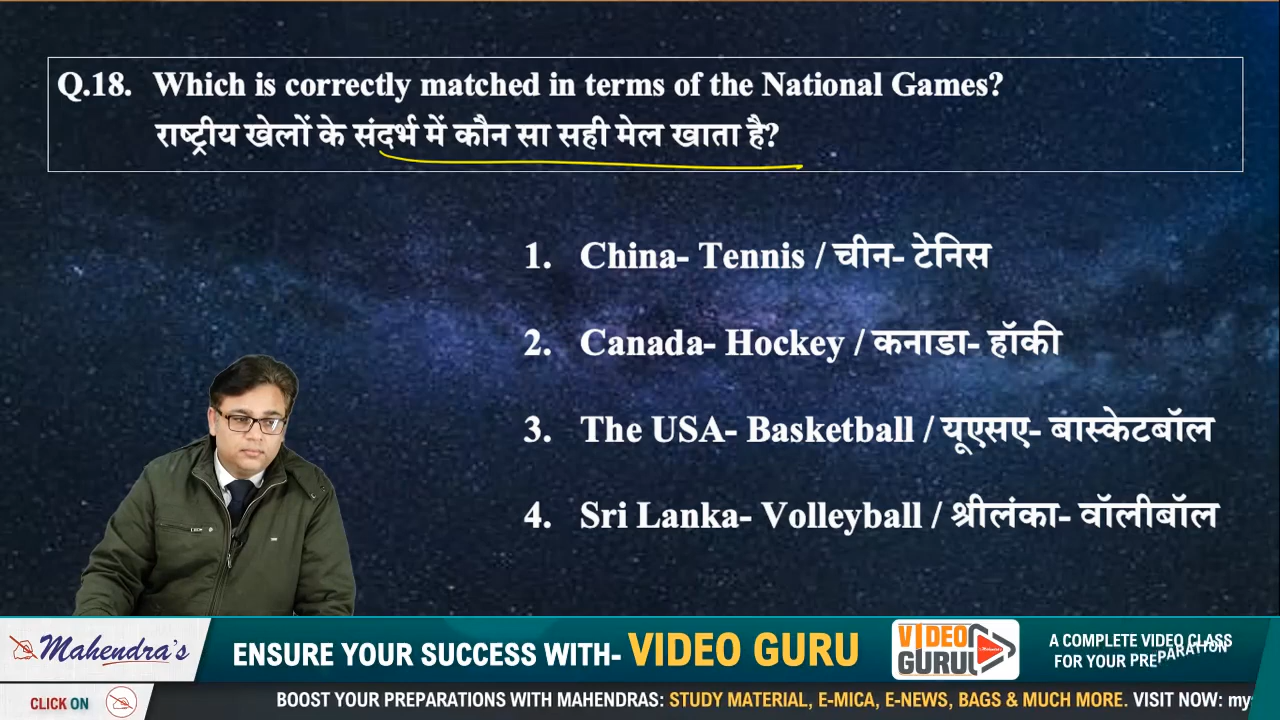 Q.18. Which is correctly matched in terms of the National Games?
राष्ट्रीय खेलों के संदर्भ में कौन सा सही मेल खाता है?
1. China- Tennis / चीन- टेनिस
2. Canada- Hockey / कनाडा- हॉकी
3. The USA- Basketball / यूएसए- बास्केटबॉल
4. Sri Lanka- Volleyball / श्रीलंका- वॉलीबॉल
Mahendra's
ENSURE YOUR SUCCESS WITH- VIDEO GURU
VIDEO
GURU
A COMPLETE VIDEO CLASS
FOR YOUR PREPARATION
CLICK ON
BOOST YOUR PREPARATIONS WITH MAHENDRAS: STUDY MATERIAL, E-MICA, E-NEWS, BAGS & MUCH MORE. VISIT NOW: my